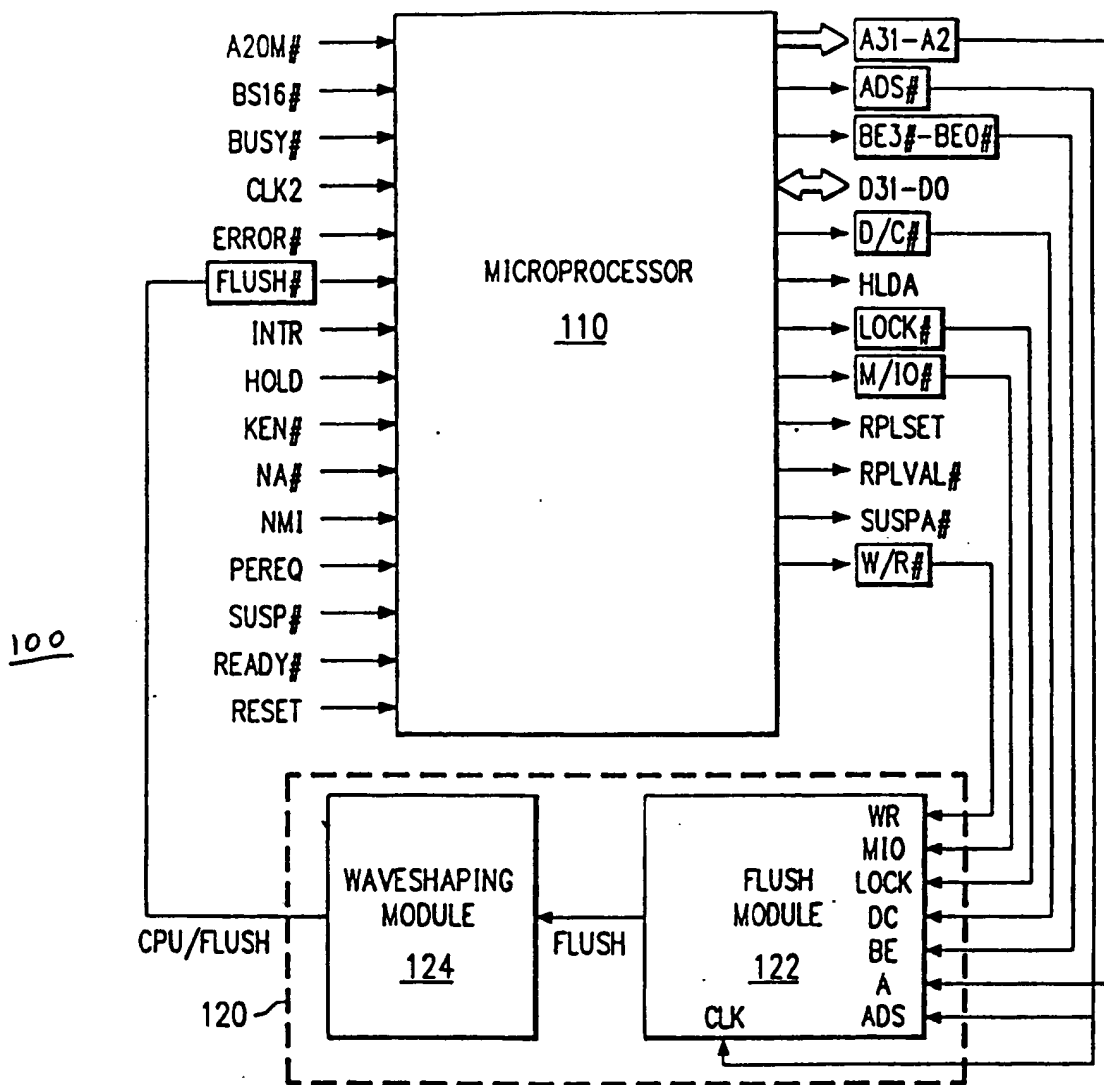 A20M#
BS16#
BUSY#
CLK2
ERROR#
FLUSH#
INTR
HOLD
KEN#
NA#
NMI
PEREQ
SUSP#
READY#
RESET
MICROPROCESSOR
110
A31-A2
ADS#
BE3#-BE0#
D31-D0
D/C#
HLDA
LOCK#
M/IO#
RPLSET
RPLVAL#
SUSPA#
W/R#
100
WAVESHAPING
MODULE
124
FLUSH
MODULE
122
WR
MIO
LOCK
DC
BE
A
ADS
CLK
FLUSH
CPU/FLUSH
120